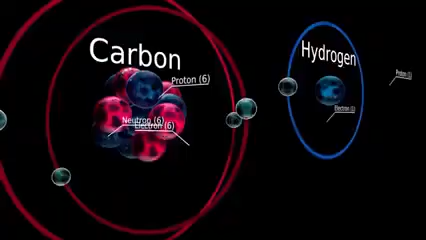 Carbon
Proton (6)
Neutron (6)
Electron (6)
Hydrogen
Proton (1)
Electron (1)